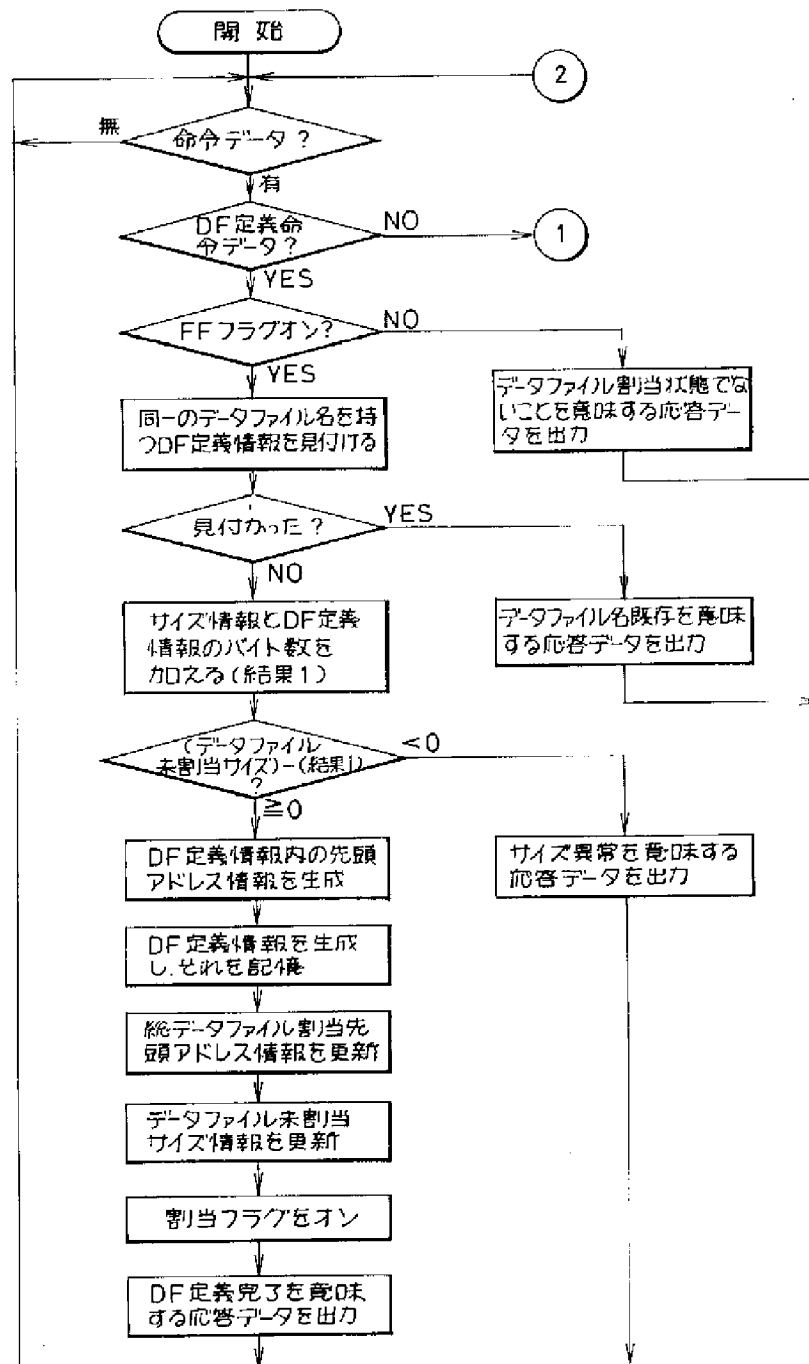 開始
2
無
命令データ?
有
DF定義命
令データ?
NO
1
YES
FFフラグオン?
NO
YES
データファイル割当状態でな
いことを意味する応答デー
タを出力
同一のデータファイル名を持
つDF定義情報を見付ける
見付かった?
YES
NO
サイズ情報とDF定義
情報のバイト数を
加える(結果1)
データファイル名既存を意味
する応答データを出力
(データファイル
未割当サイズ)-(結果1)
?
<0
≧0
DF定義情報内の先頭
アドレス情報を生成
サイズ異常を意味する
応答データを出力
DF定義情報を生成
し、それを記憶
総データファイル割当先
頭アドレス情報を更新
データファイル未割当
サイズ情報を更新
割当フラグをオン
DF定義完了を意味
する応答データを出力